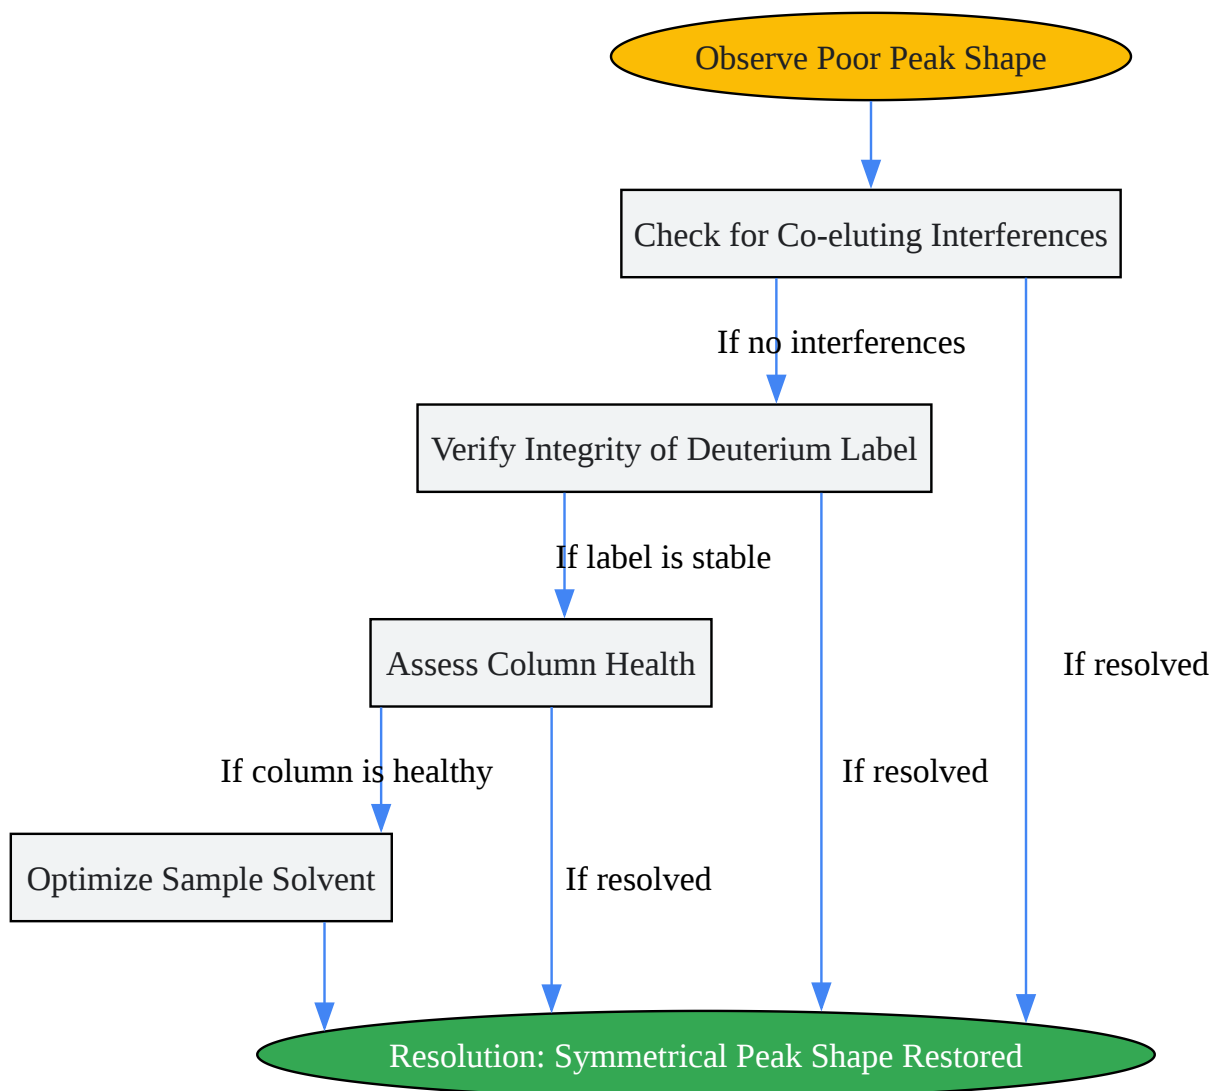 Observe Poor Peak Shape
Check for Co-eluting Interferences
If no interferences
Verify Integrity of Deuterium Label
If label is stable
Assess Column Health
If resolved
If column is healthy
If resolved
Optimize Sample Solvent
If resolved
Resolution: Symmetrical Peak Shape Restored